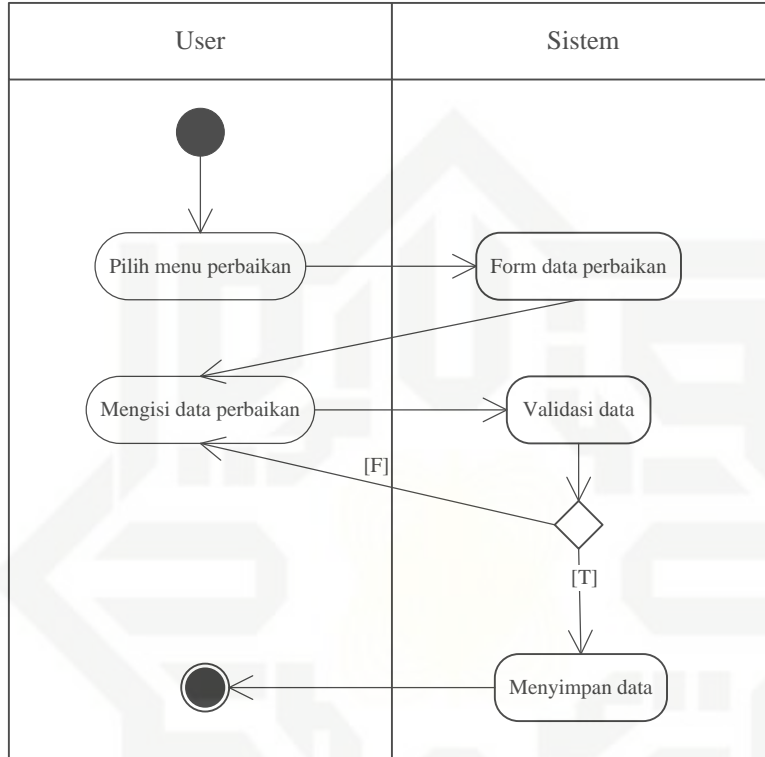 User
Sistem
Pilih menu perbaikan
Form data perbaikan
Mengisi data perbaikan
Validasi data
[F]
[T]
Menyimpan data